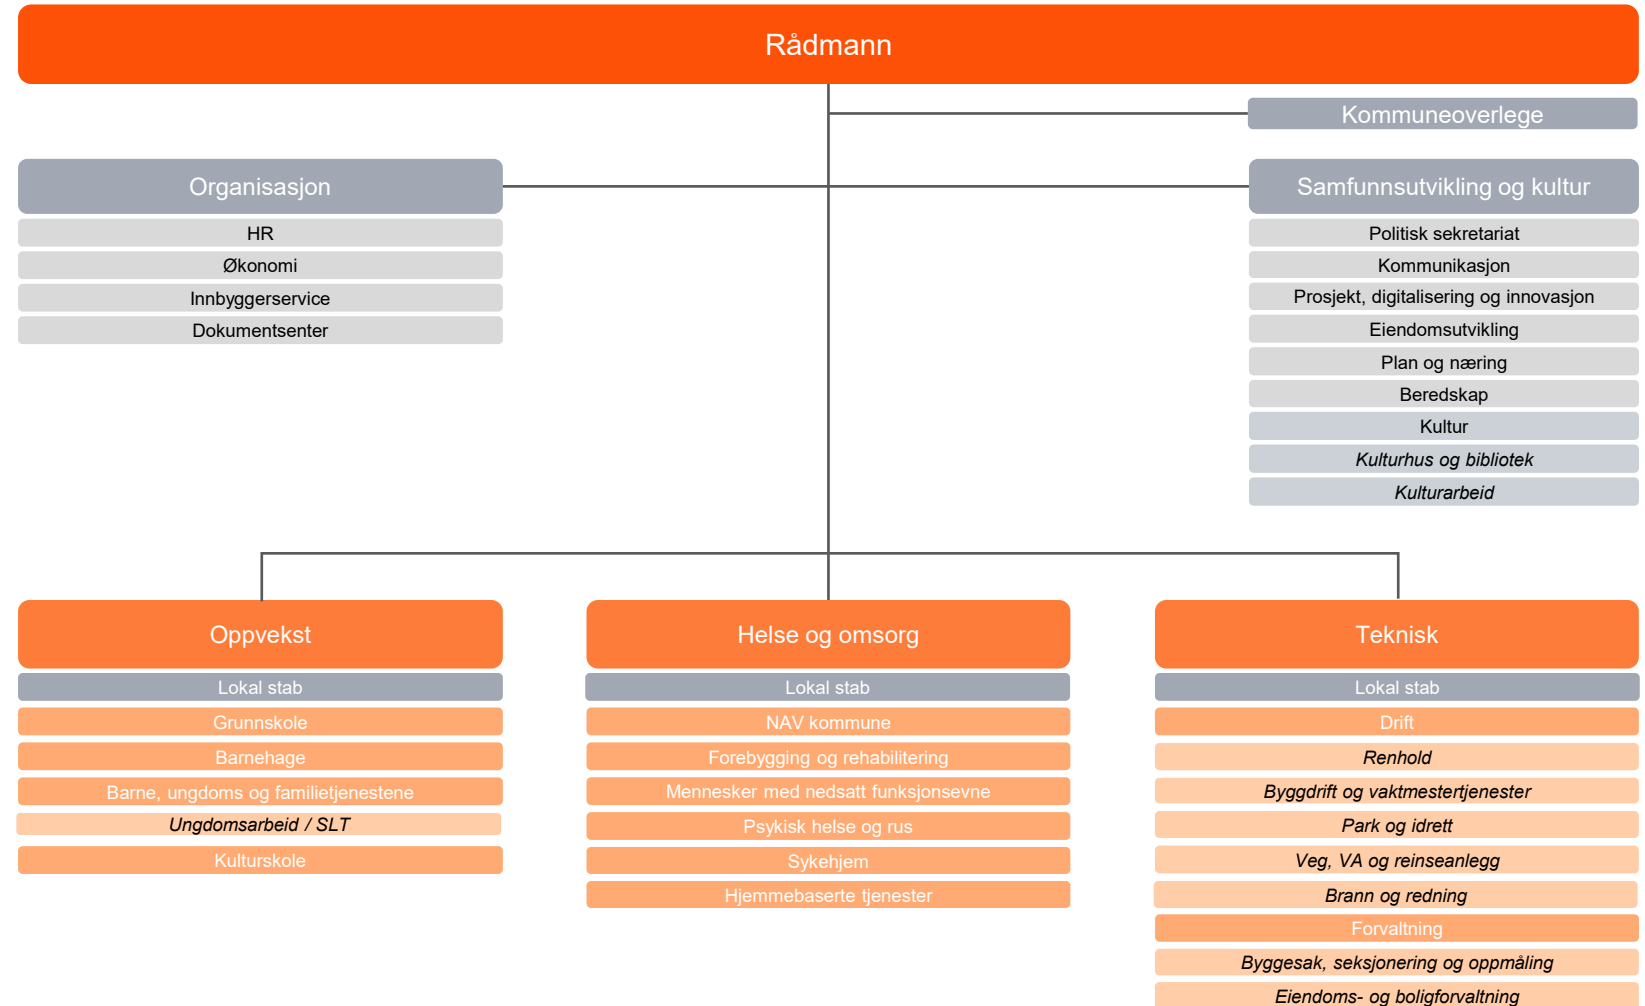 Rådmann
Kommuneoverlege
Organisasjon
HR
Økonomi
Innbyggerservice
Dokumentsenter
Samfunnsutvikling og kultur
Politisk sekretariat
Kommunikasjon
Prosjekt, digitalisering og innovasjon
Eiendomsutvikling
Plan og næring
Beredskap
Kultur
Kulturhus og bibliotek
Kulturarbeid
Oppvekst
Lokal stab
Grunnskole
Barnehage
Barne, ungdoms og familietjenestene
Ungdomsarbeid / SLT
Kulturskole
Helse og omsorg
Lokal stab
NAV kommune
Forebygging og rehabilitering
Mennesker med nedsatt funksjonsevne
Psykisk helse og rus
Sykehjem
Hjemmebaserte tjenester
Teknisk
Lokal stab
Drift
Renhold
Byggdrift og vaktmestertjenester
Park og idrett
Veg, VA og reinseanlegg
Brann og redning
Forvaltning
Byggesak, seksjonering og oppmåling
Eiendoms- og boligforvaltning